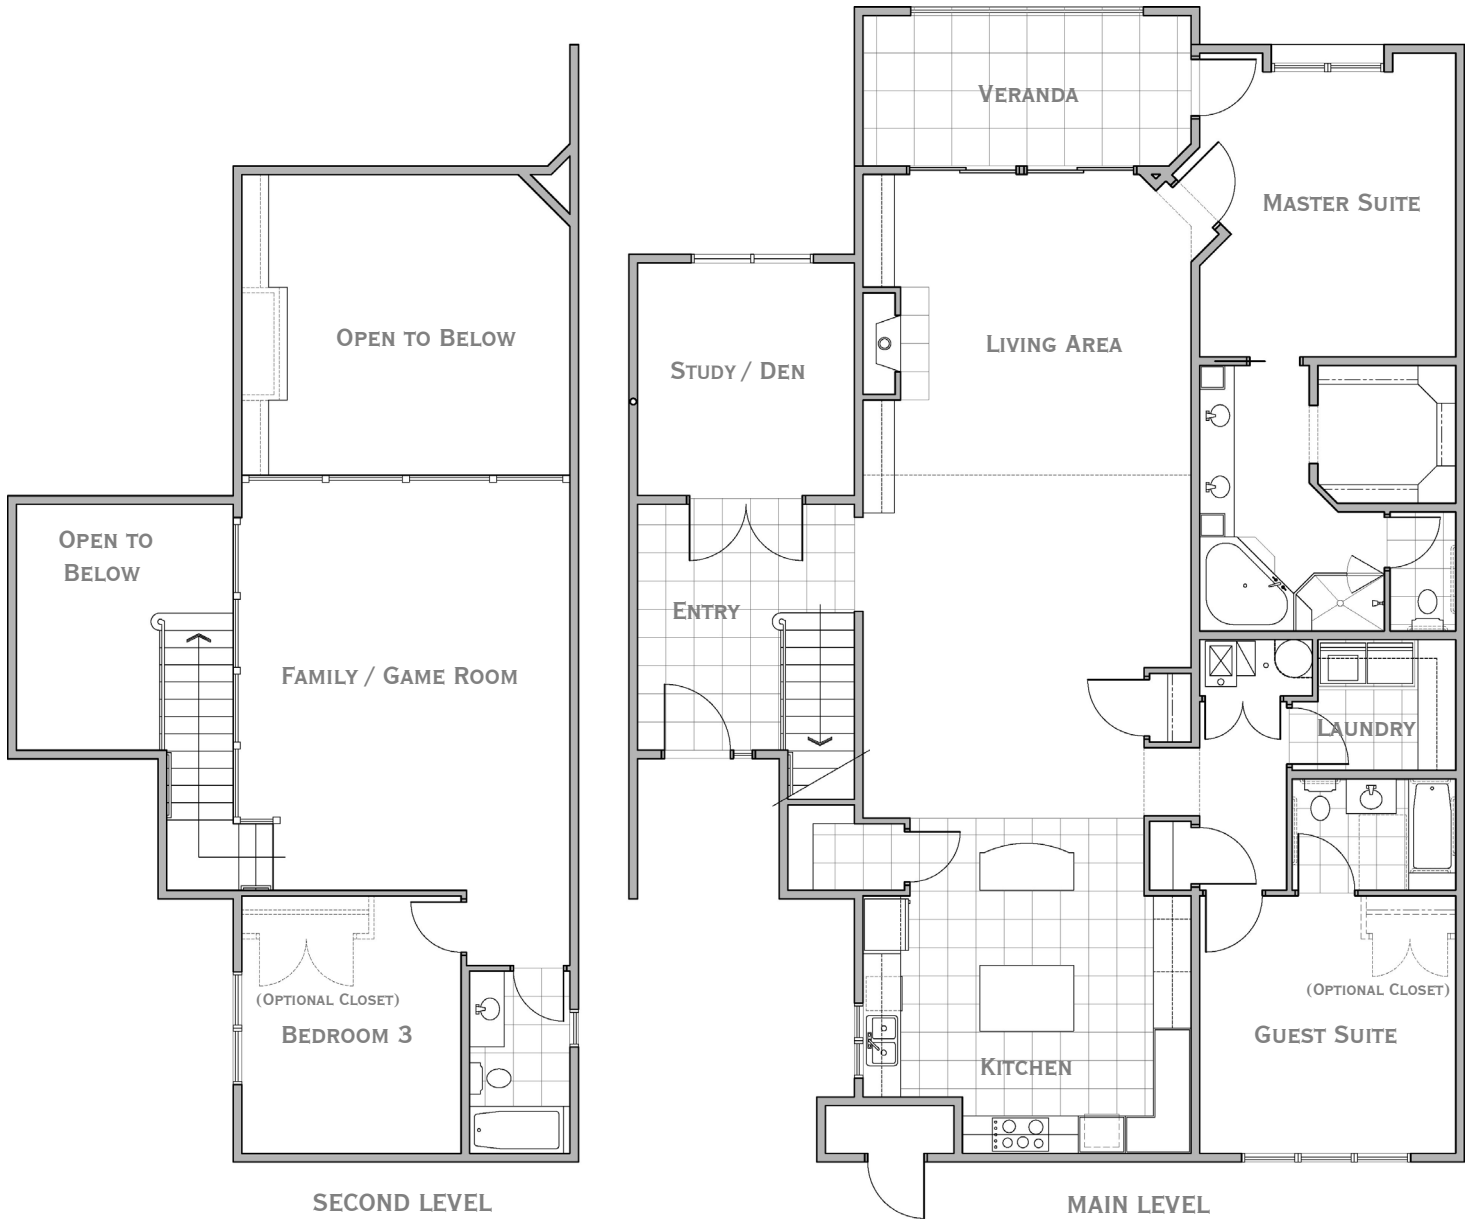 Veranda
Master Suite
Open to Below
Living Area
Study / Den
Open to
Below
Entry
Family / Game Room
Laundry
(Optional Closet)
Bedroom 3
(Optional Closet)
Guest Suite
Kitchen
SECOND LEVEL
MAIN LEVEL